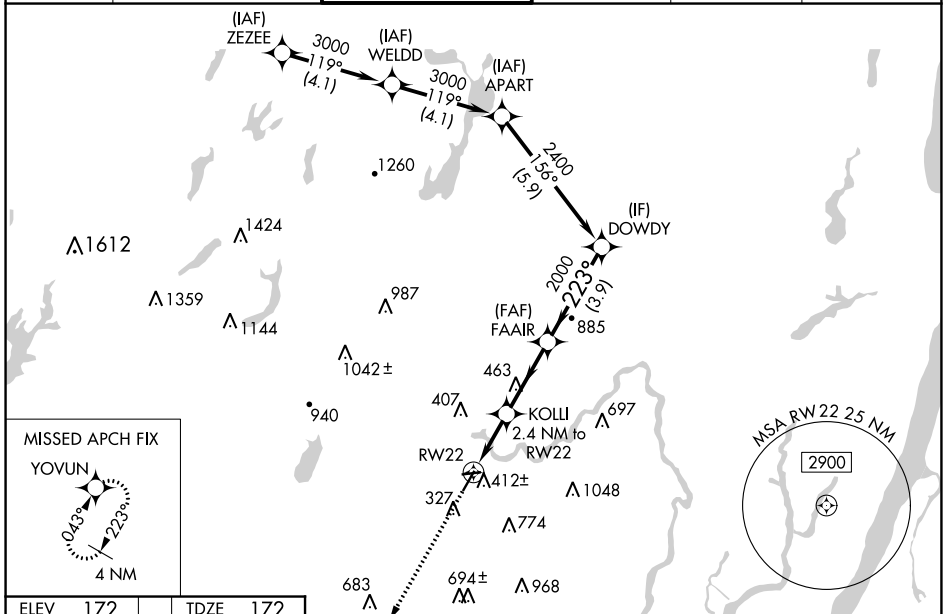 (IAF)
ZEZEE
3000
119°
(4.1)
(IAF)
WELDD
3000
119°
(4.1)
(IAF)
APART
2400
156°
(5.9)
1260
(IF)
DOWDY
1424
1612
2000
223°
(3.9)
1359
987
(FAF)
FAAIR
885
1144
1042 ±
463
940
407
KOLLI
2.4 NM to
RW22
697
RW22
412±
1048
327
774
683
694±
968
MISSED APCH FIX
YOVUN
043°
223°
4 NM
MSA RW 22 25 NM
2900
ELEV 172
TDZE 172